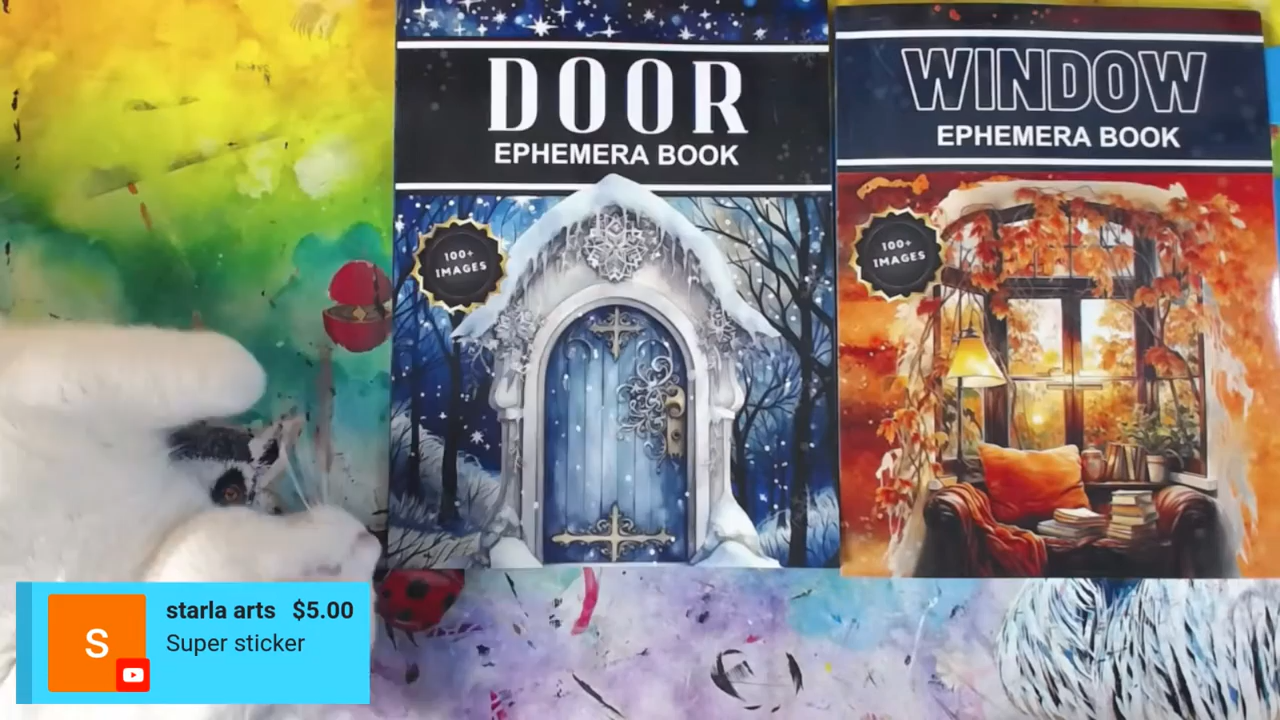 DOOR
EPHEMERA BOOK
100+
IMAGES
WINDOW
EPHEMERA BOOK
100+
IMAGES
S
starla arts $5.00
Super sticker